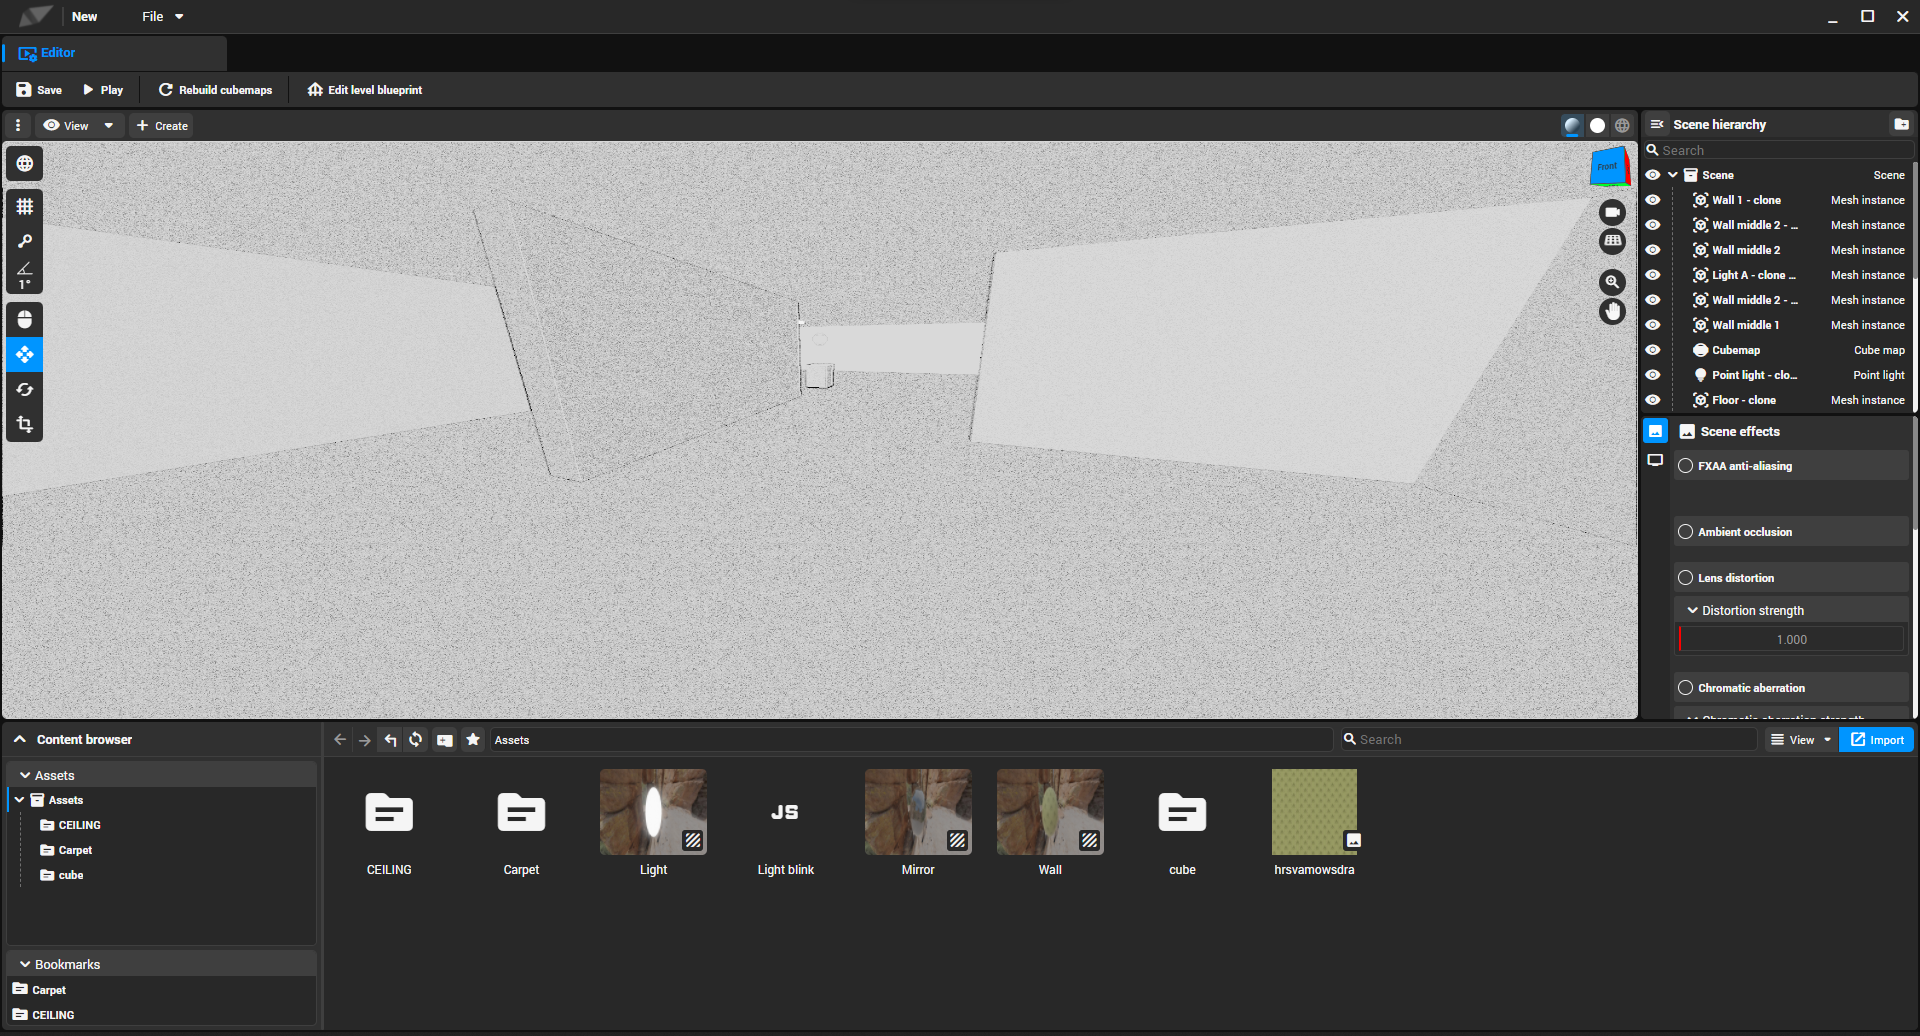 New File
Editor
Save Play Rebuild cubemaps Edit level blueprint
View Create
Front
1°
Scene hierarchy
Search
Scene Scene
Wall 1 - clone Mesh instance
Wall middle 2 - ... Mesh instance
Wall middle 2 Mesh instance
Light A - clone ... Mesh instance
Wall middle 2 - ... Mesh instance
Wall middle 1 Mesh instance
Cubemap Cube map
Point light - clo... Point light
Floor - clone Mesh instance
Scene effects
FXAA anti-aliasing
Ambient occlusion
Lens distortion
Distortion strength
1.000
Chromatic aberration
Chromatic aberration strength
Content browser
Assets
Assets
CEILING
Carpet
cube
Bookmarks
Carpet
CEILING
Assets Search View Import
JS
CEILING Carpet Light Light blink Mirror Wall cube hrsvamowsdra